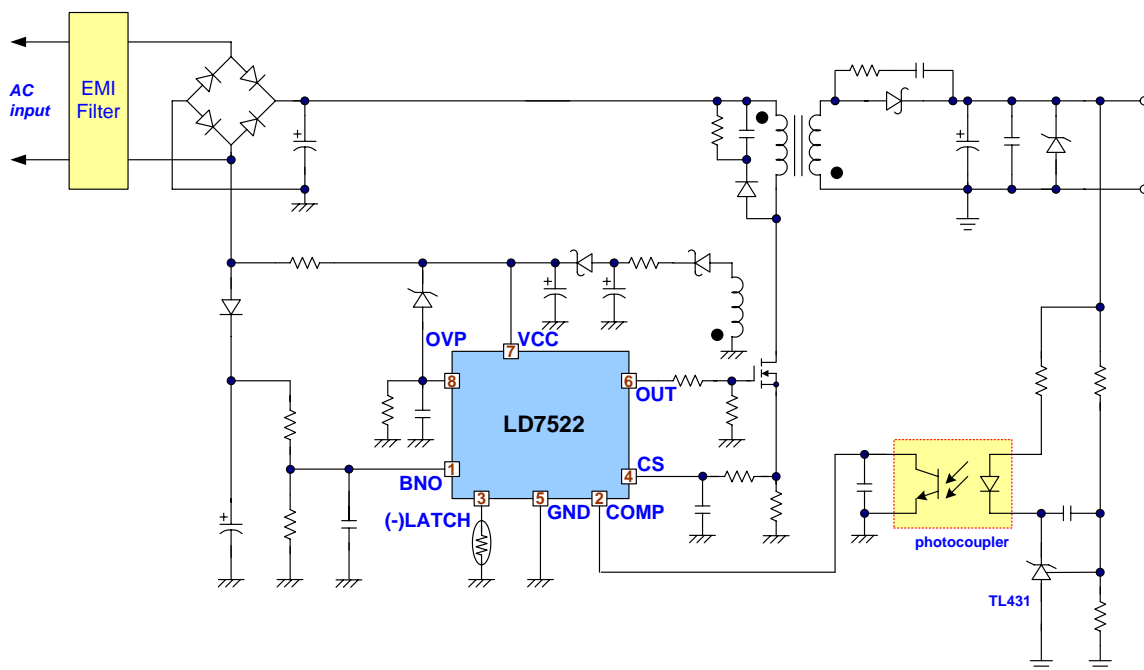 AC
input
EMI
Filter
OVP
VCC
7
8
6
OUT
LD7522
CS
1
4
BNO
3
5
2
(-)LATCH
GND
COMP
photocoupler
TL431
+
+
+
+
+